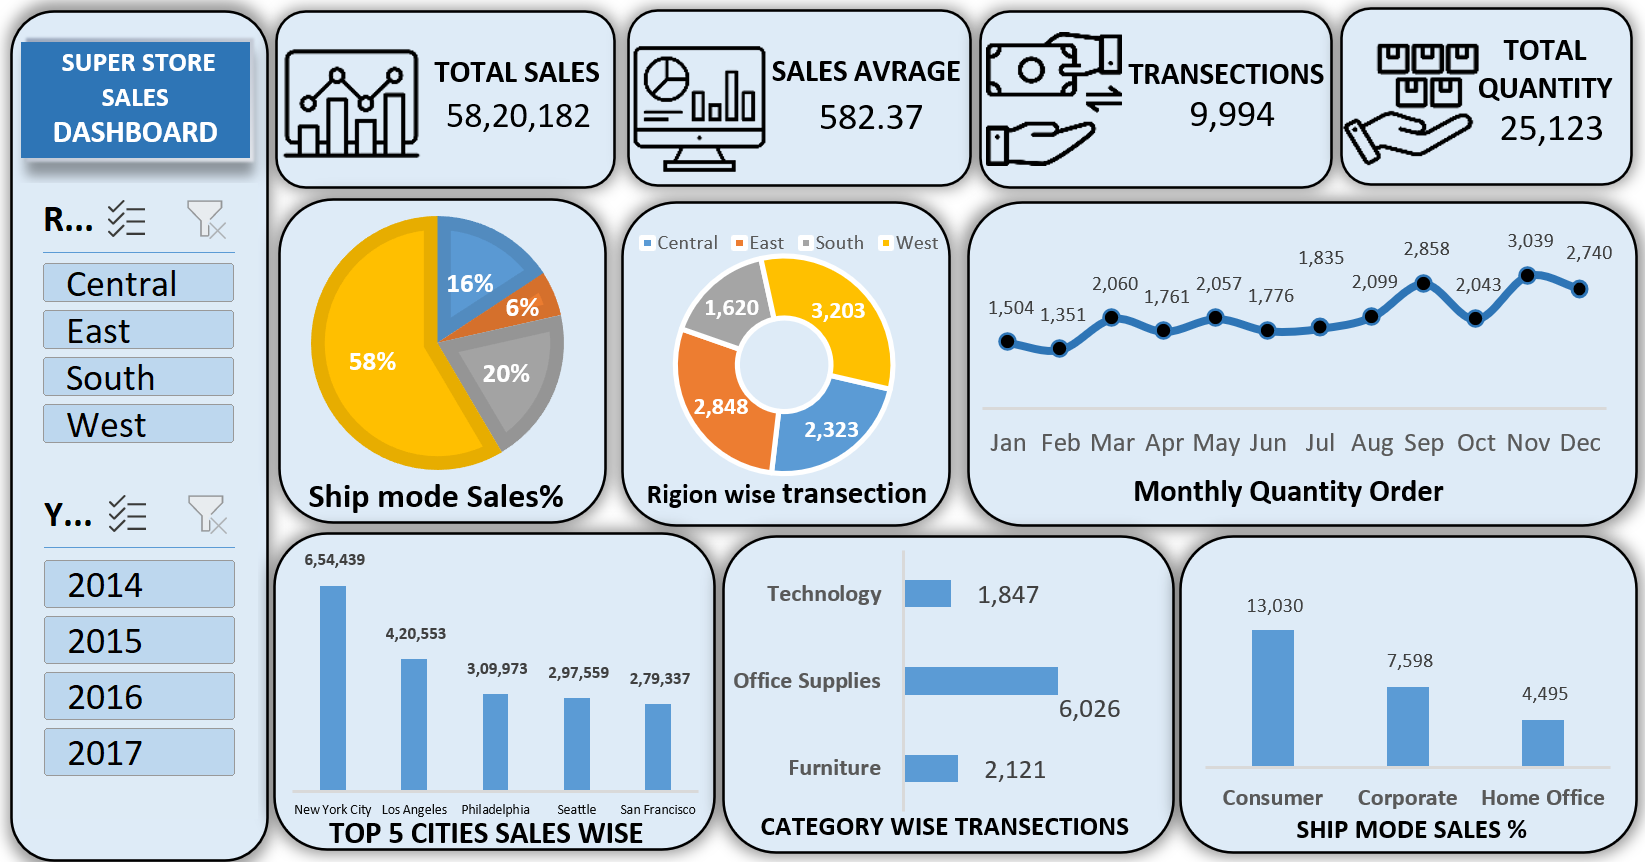 SUPER STORE
SALES
DASHBOARD
R...
Central
East
South
West
Y...
2014
2015
2016
2017
TOTAL SALES
58,20,182
SALES AVRAGE
582.37
TRANSECTIONS
9,994
TOTAL
QUANTITY
25,123
16%
6%
20%
58%
Ship mode Sales%
Central East South West
3,203
2,323
2,848
1,620
Rigion wise transection
1,504 1,351 2,060 1,761 2,057 1,776 1,835 2,099 2,858 2,043 3,039 2,740
Jan Feb Mar Apr May Jun Jul Aug Sep Oct Nov Dec
Monthly Quantity Order
6,54,439 4,20,553 3,09,973 2,97,559 2,79,337
New York City Los Angeles Philadelphia Seattle San Francisco
TOP 5 CITIES SALES WISE
Technology 1,847
Office Supplies 6,026
Furniture 2,121
CATEGORY WISE TRANSECTIONS
13,030 7,598 4,495
Consumer Corporate Home Office
SHIP MODE SALES %